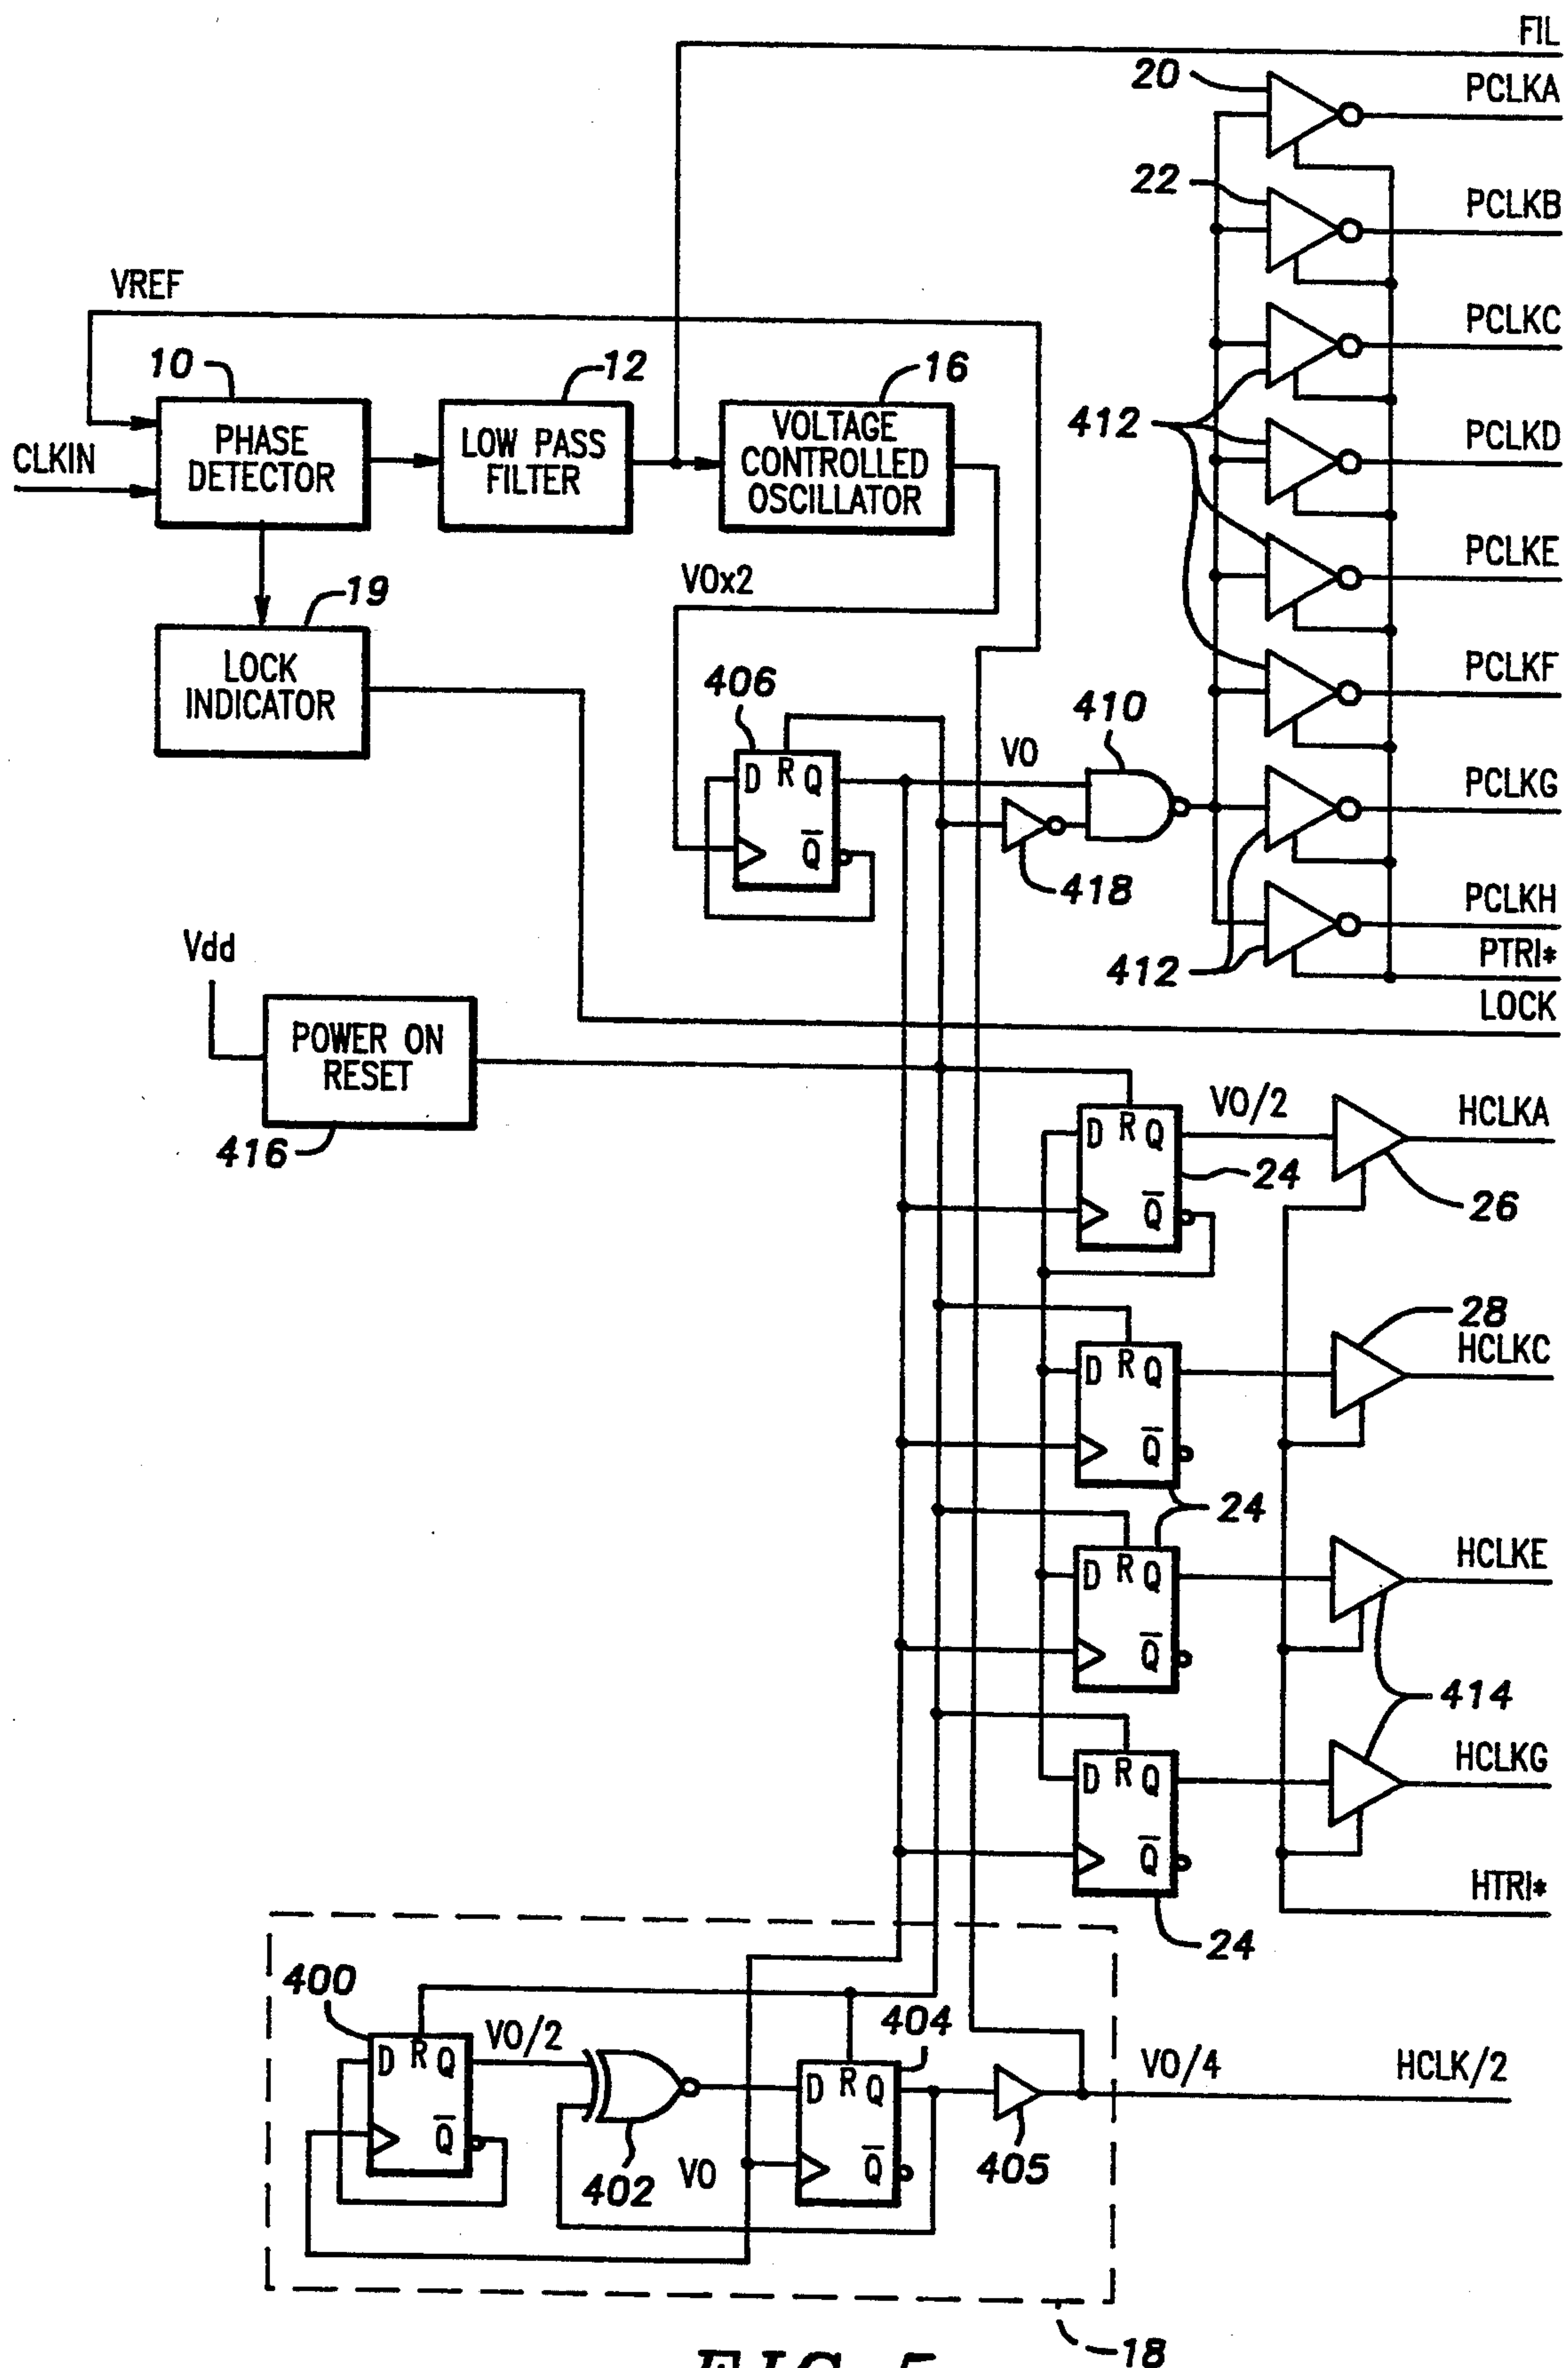 FIL
20
PCLKA
22
PCLKB
VREF
PCLKC
10
12
16
412
PCLKD
CLKIN
PHASE
DETECTOR
LOW PASS
FILTER
VOLTAGE
CONTROLLED
OSCILLATOR
PCLKE
VOx2
19
LOCK
INDICATOR
406
VO
410
PCLKF
D R Q
Q̅
PCLKG
418
PCLKH
412
PTRI*
Vdd
LOCK
POWER ON
RESET
416
VO/2
HCLKA
D R Q
24
Q̅
26
28
HCLKC
D R Q
Q̅
24
HCLKE
D R Q
Q̅
414
HCLKG
D R Q
Q̅
HTRI*
24
400
VO/2
404
D R Q
D R Q
VO/4
HCLK/2
Q̅
402
VO
Q̅
405
18
FIG 5